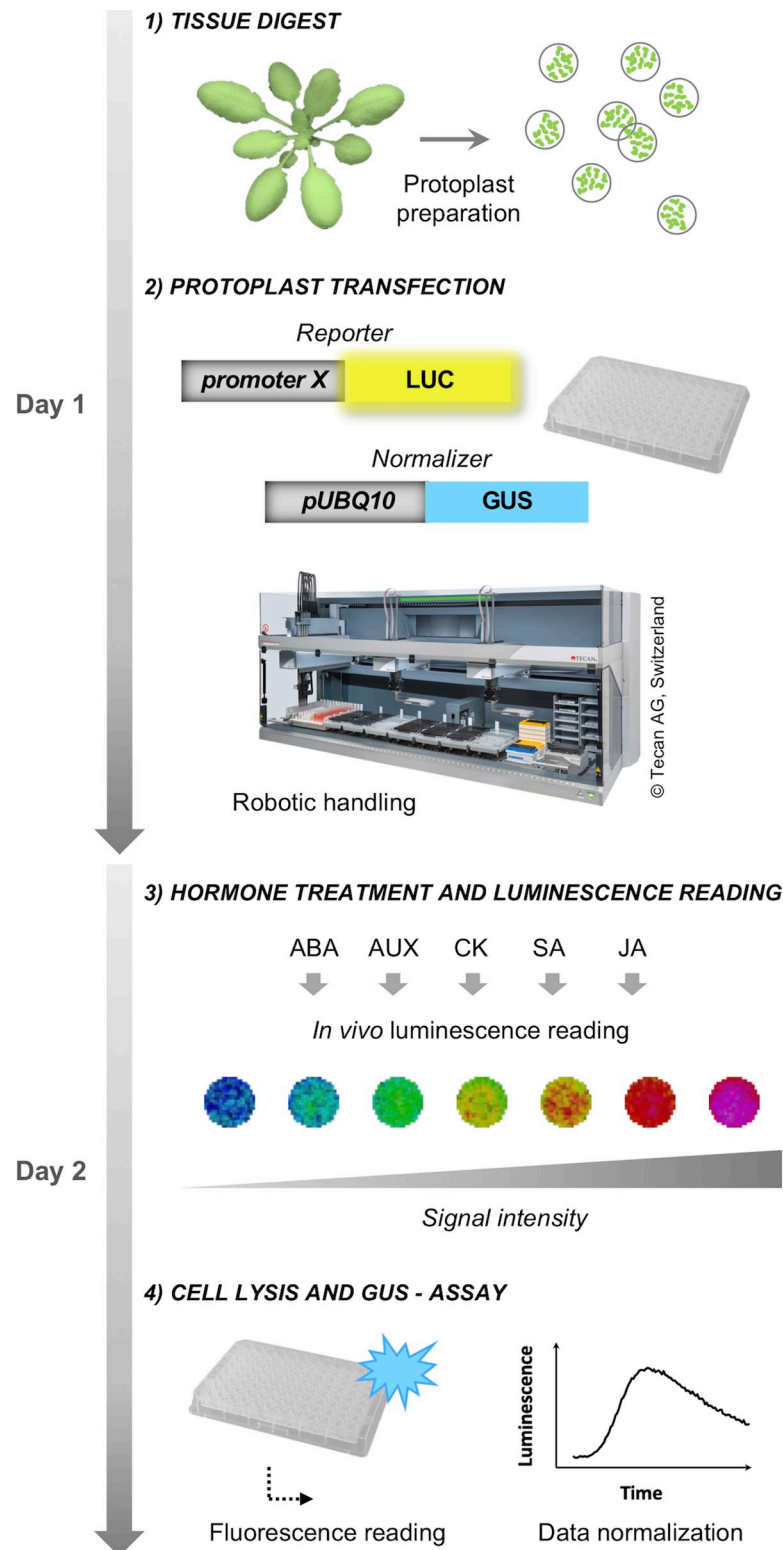 1) TISSUE DIGEST
Protoplast
preparation
2) PROTOPLAST TRANSFECTION
Reporter
promoter X LUC
Day 1
Normalizer
pUBQ10 GUS
TECAN
© Tecan AG, Switzerland
Robotic handling
3) HORMONE TREATMENT AND LUMINESCENCE READING
ABA AUX CK SA JA
In vivo luminescence reading
Day 2
Signal intensity
4) CELL LYSIS AND GUS - ASSAY
Luminescence
Time
Fluorescence reading Data normalization